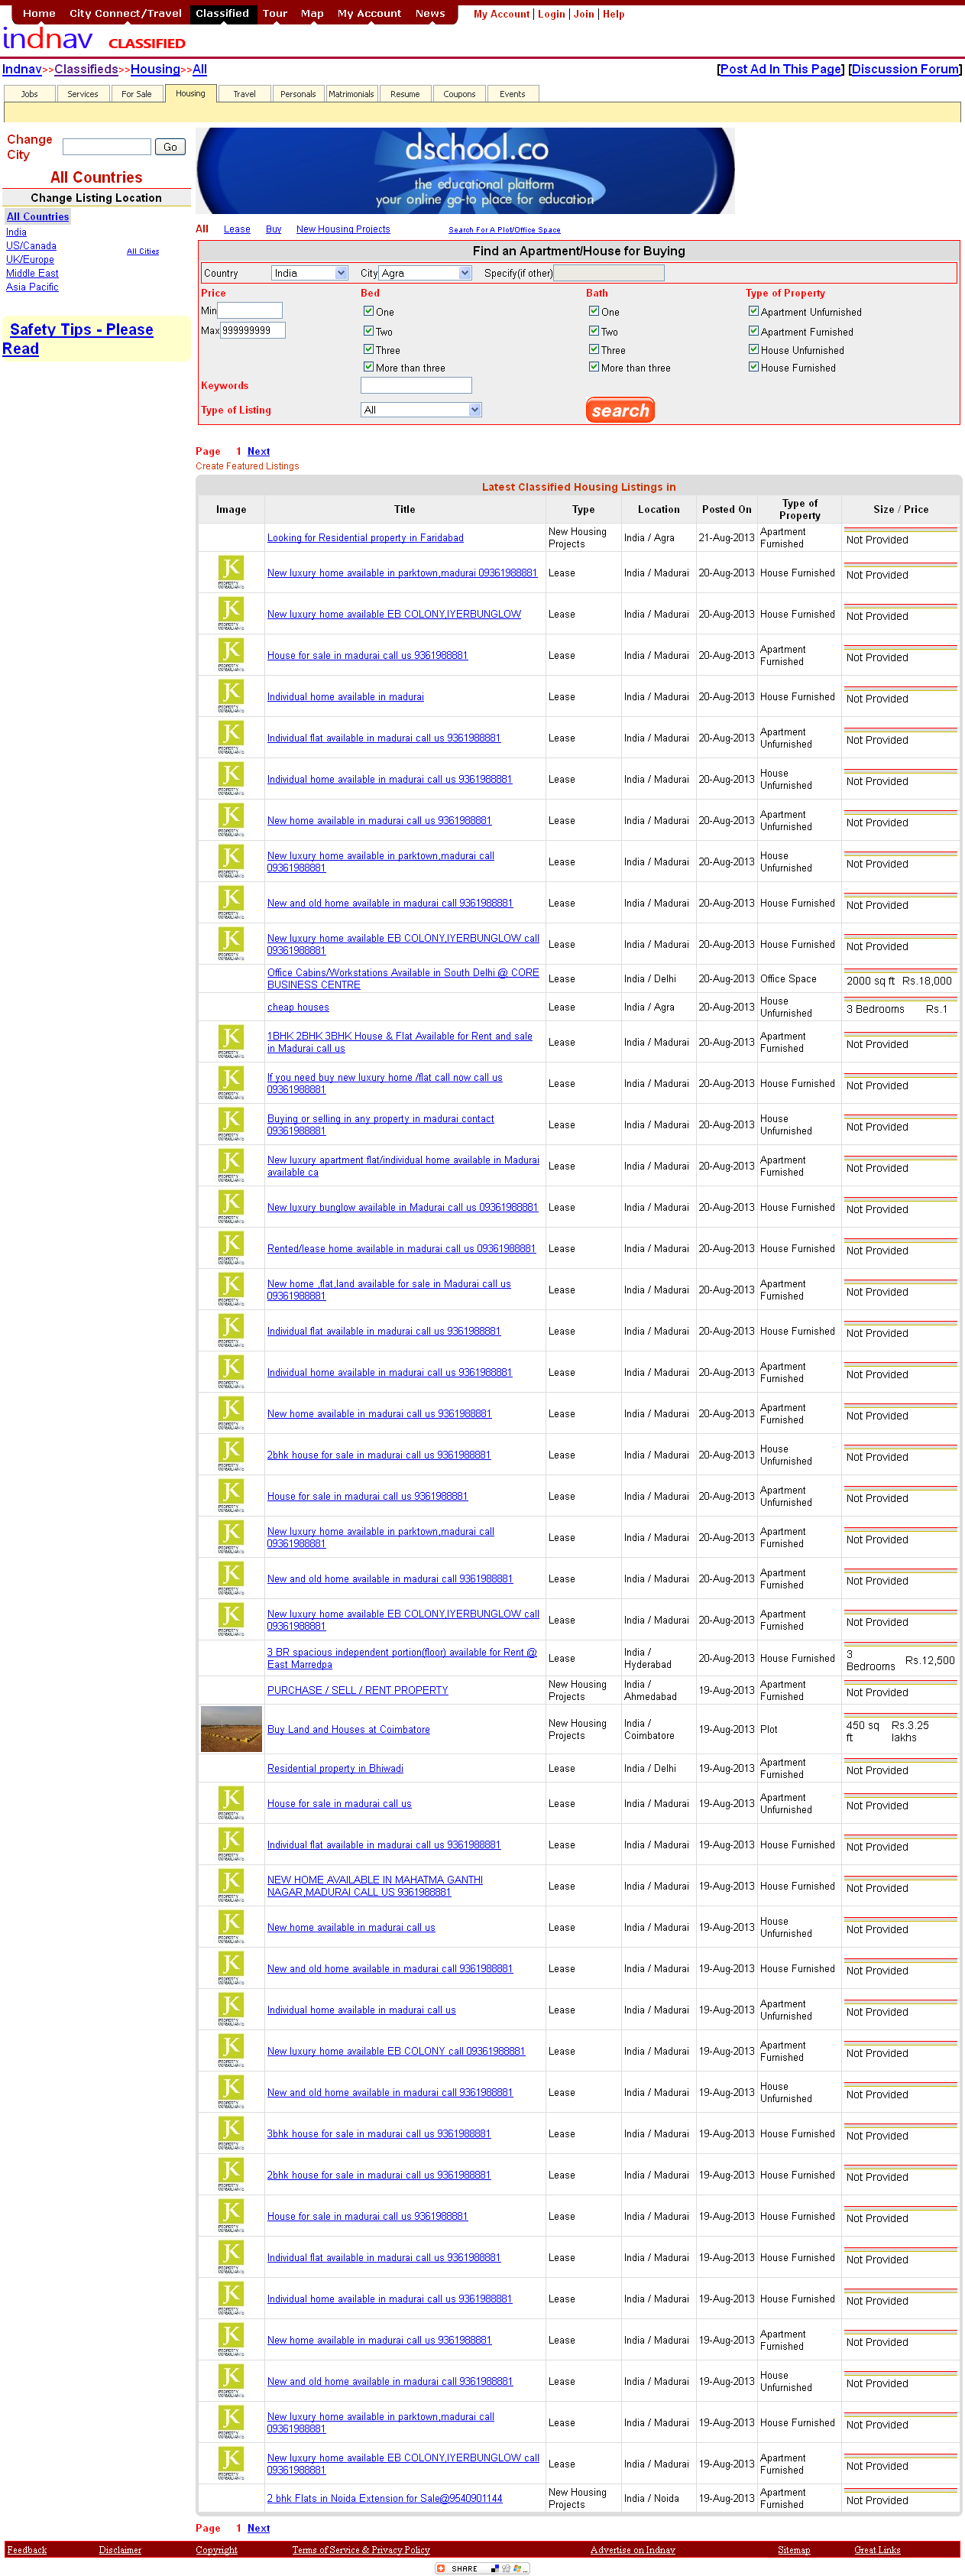 Home City Connect/Travel Classified Tour Map My Account News My Account | Login | Join | Help
indnav CLASSIFIED
Indnav>>Classifieds>>Housing>>All [Post Ad In This Page] [Discussion Forum]
Jobs Services For Sale Housing Travel Personals Matrimonials Resume Coupons Events
Change City Go
All Countries
Change Listing Location
All Countries
India
US/Canada
UK/Europe
Middle East
Asia Pacific
All Cities
Safety Tips - Please Read
dschool.co
the educational platform
your online go-to place for education
All Lease Buy New Housing Projects Search For A Plot/Office Space
Find an Apartment/House for Buying
Country India City Agra Specify(if other)
Price Bed Bath Type of Property
Min One One Apartment Unfurnished
Max 999999999 Two Two Apartment Furnished
Three Three House Unfurnished
More than three More than three House Furnished
Keywords
Type of Listing All search
Page 1 Next
Create Featured Listings
Latest Classified Housing Listings in
Image Title Type Location Posted On Type of Property Size / Price
Looking for Residential property in Faridabad New Housing Projects India / Agra 21-Aug-2013 Apartment Furnished Not Provided
New luxury home available in parktown,madurai 09361988881 Lease India / Madurai 20-Aug-2013 House Furnished Not Provided
New luxury home available EB COLONY,IYERBUNGLOW Lease India / Madurai 20-Aug-2013 House Furnished Not Provided
House for sale in madurai call us 9361988881 Lease India / Madurai 20-Aug-2013 Apartment Furnished Not Provided
Individual home available in madurai Lease India / Madurai 20-Aug-2013 House Furnished Not Provided
Individual flat available in madurai call us 9361988881 Lease India / Madurai 20-Aug-2013 Apartment Unfurnished Not Provided
Individual home available in madurai call us 9361988881 Lease India / Madurai 20-Aug-2013 House Unfurnished Not Provided
New home available in madurai call us 9361988881 Lease India / Madurai 20-Aug-2013 Apartment Unfurnished Not Provided
New luxury home available in parktown,madurai call 09361988881 Lease India / Madurai 20-Aug-2013 House Unfurnished Not Provided
New and old home available in madurai call 9361988881 Lease India / Madurai 20-Aug-2013 House Furnished Not Provided
New luxury home available EB COLONY,IYERBUNGLOW call 09361988881 Lease India / Madurai 20-Aug-2013 House Furnished Not Provided
Office Cabins/Workstations Available in South Delhi @ CORE BUSINESS CENTRE Lease India / Delhi 20-Aug-2013 Office Space 2000 sq ft Rs.18,000
cheap houses Lease India / Agra 20-Aug-2013 House Unfurnished 3 Bedrooms Rs.1
1BHK 2BHK 3BHK House & Flat Available for Rent and sale in Madurai call us Lease India / Madurai 20-Aug-2013 Apartment Furnished Not Provided
If you need buy new luxury home /flat call now call us 09361988881 Lease India / Madurai 20-Aug-2013 House Furnished Not Provided
Buying or selling in any property in madurai contact 09361988881 Lease India / Madurai 20-Aug-2013 House Unfurnished Not Provided
New luxury apartment flat/individual home available in Madurai available ca Lease India / Madurai 20-Aug-2013 Apartment Furnished Not Provided
New luxury bunglow available in Madurai call us 09361988881 Lease India / Madurai 20-Aug-2013 House Furnished Not Provided
Rented/lease home available in madurai call us 09361988881 Lease India / Madurai 20-Aug-2013 House Furnished Not Provided
New home ,flat,land available for sale in Madurai call us 09361988881 Lease India / Madurai 20-Aug-2013 Apartment Furnished Not Provided
Individual flat available in madurai call us 9361988881 Lease India / Madurai 20-Aug-2013 House Furnished Not Provided
Individual home available in madurai call us 9361988881 Lease India / Madurai 20-Aug-2013 Apartment Furnished Not Provided
New home available in madurai call us 9361988881 Lease India / Madurai 20-Aug-2013 Apartment Furnished Not Provided
2bhk house for sale in madurai call us 9361988881 Lease India / Madurai 20-Aug-2013 House Unfurnished Not Provided
House for sale in madurai call us 9361988881 Lease India / Madurai 20-Aug-2013 Apartment Unfurnished Not Provided
New luxury home available in parktown,madurai call 09361988881 Lease India / Madurai 20-Aug-2013 Apartment Furnished Not Provided
New and old home available in madurai call 9361988881 Lease India / Madurai 20-Aug-2013 Apartment Furnished Not Provided
New luxury home available EB COLONY,IYERBUNGLOW call 09361988881 Lease India / Madurai 20-Aug-2013 Apartment Furnished Not Provided
3 BR spacious independent portion(floor) available for Rent @ East Marredpa Lease India / Hyderabad 20-Aug-2013 House Furnished 3 Bedrooms Rs.12,500
PURCHASE / SELL / RENT PROPERTY New Housing Projects India / Ahmedabad 19-Aug-2013 Apartment Furnished Not Provided
Buy Land and Houses at Coimbatore New Housing Projects India / Coimbatore 19-Aug-2013 Plot 450 sq ft Rs.3.25 lakhs
Residential property in Bhiwadi Lease India / Delhi 19-Aug-2013 Apartment Furnished Not Provided
House for sale in madurai call us Lease India / Madurai 19-Aug-2013 Apartment Unfurnished Not Provided
Individual flat available in madurai call us 9361988881 Lease India / Madurai 19-Aug-2013 House Furnished Not Provided
NEW HOME AVAILABLE IN MAHATMA GANTHI NAGAR,MADURAI CALL US 9361988881 Lease India / Madurai 19-Aug-2013 House Furnished Not Provided
New home available in madurai call us Lease India / Madurai 19-Aug-2013 House Unfurnished Not Provided
New and old home available in madurai call 9361988881 Lease India / Madurai 19-Aug-2013 House Furnished Not Provided
Individual home available in madurai call us Lease India / Madurai 19-Aug-2013 Apartment Unfurnished Not Provided
New luxury home available EB COLONY call 09361988881 Lease India / Madurai 19-Aug-2013 Apartment Furnished Not Provided
New and old home available in madurai call 9361988881 Lease India / Madurai 19-Aug-2013 House Unfurnished Not Provided
3bhk house for sale in madurai call us 9361988881 Lease India / Madurai 19-Aug-2013 House Furnished Not Provided
2bhk house for sale in madurai call us 9361988881 Lease India / Madurai 19-Aug-2013 House Furnished Not Provided
House for sale in madurai call us 9361988881 Lease India / Madurai 19-Aug-2013 House Furnished Not Provided
Individual flat available in madurai call us 9361988881 Lease India / Madurai 19-Aug-2013 House Furnished Not Provided
Individual home available in madurai call us 9361988881 Lease India / Madurai 19-Aug-2013 House Furnished Not Provided
New home available in madurai call us 9361988881 Lease India / Madurai 19-Aug-2013 Apartment Furnished Not Provided
New and old home available in madurai call 9361988881 Lease India / Madurai 19-Aug-2013 House Unfurnished Not Provided
New luxury home available in parktown,madurai call 09361988881 Lease India / Madurai 19-Aug-2013 House Furnished Not Provided
New luxury home available EB COLONY,IYERBUNGLOW call 09361988881 Lease India / Madurai 19-Aug-2013 Apartment Furnished Not Provided
2 bhk Flats in Noida Extension for Sale@9540901144 New Housing Projects India / Noida 19-Aug-2013 Apartment Furnished Not Provided
Page 1 Next
Feedback Disclaimer Copyright Terms of Service & Privacy Policy Advertise on Indnav Sitemap Great Links
SHARE